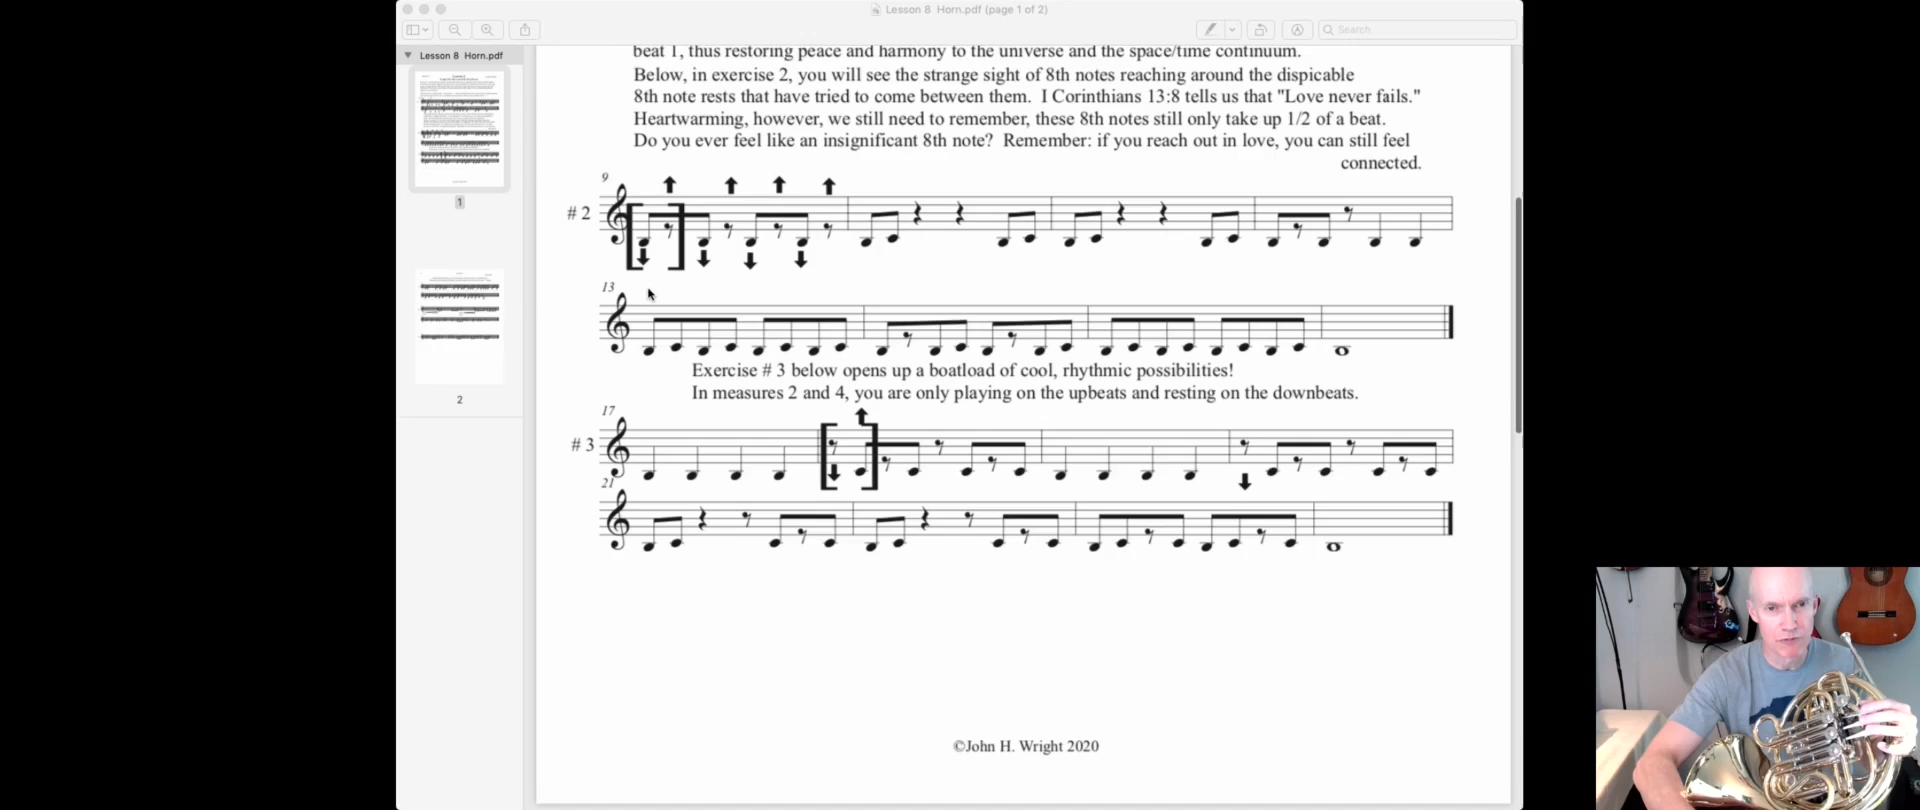 Lesson 8 Horn.pdf (page 1 of 2)
Search
Lesson 8 Horn.pdf
1
2
beat 1, thus restoring peace and harmony to the universe and the space/time continuum.
Below, in exercise 2, you will see the strange sight of 8th notes reaching around the dispicable
8th note rests that have tried to come between them. I Corinthians 13:8 tells us that "Love never fails."
Heartwarming, however, we still need to remember, these 8th notes still only take up 1/2 of a beat.
Do you ever feel like an insignificant 8th note? Remember: if you reach out in love, you can still feel
connected.
9
# 2
13
Exercise # 3 below opens up a boatload of cool, rhythmic possibilities!
In measures 2 and 4, you are only playing on the upbeats and resting on the downbeats.
17
# 3
21
©John H. Wright 2020